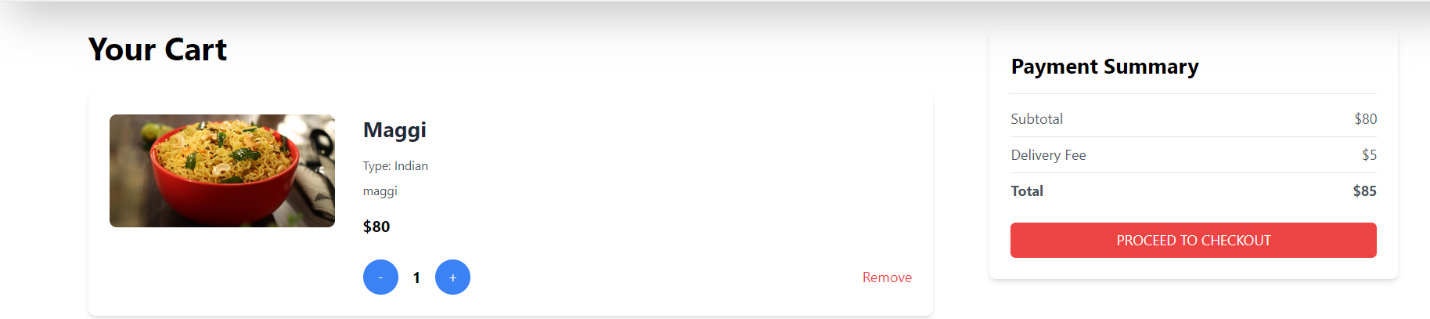 Your Cart
Maggi
Type: Indian
maggi
$80
- 1 +
Remove
Payment Summary
Subtotal $80
Delivery Fee $5
Total $85
PROCEED TO CHECKOUT